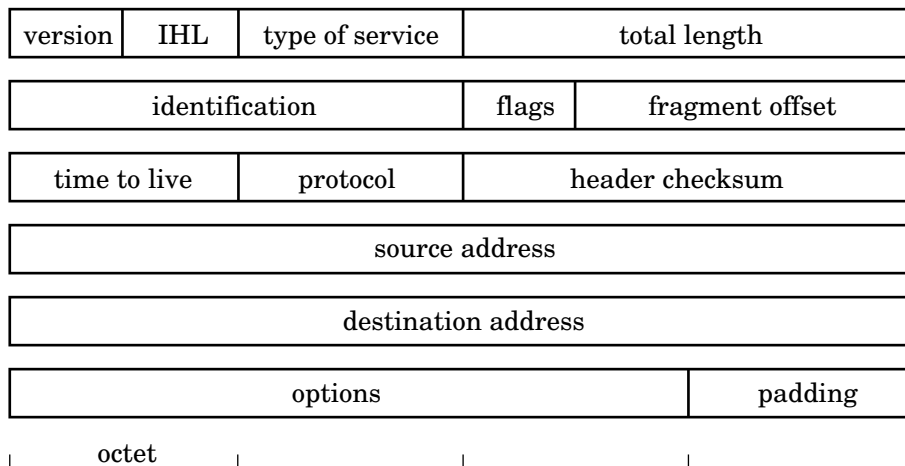 version IHL type of service total length
identification flags fragment offset
time to live protocol header checksum
source address
destination address
options padding
octet